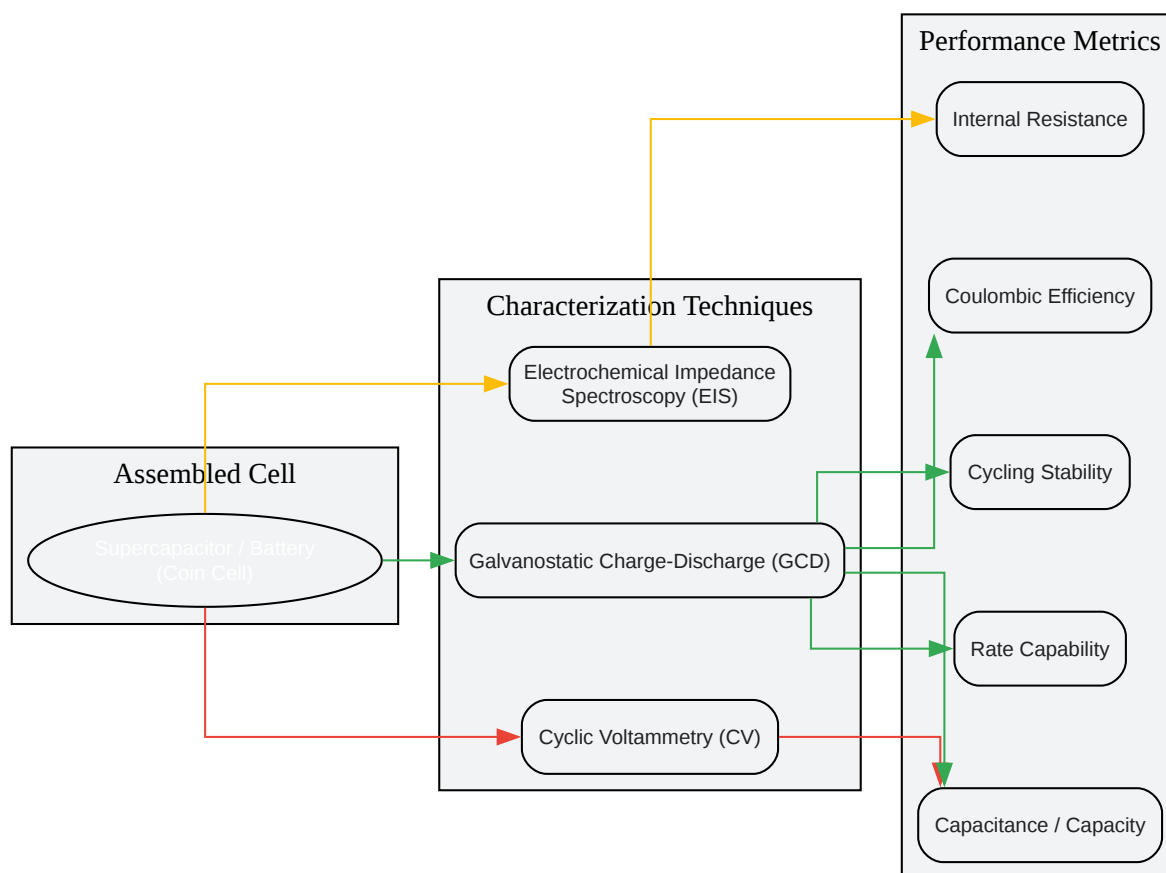 Assembled Cell
Supercapacitor / Battery
(Coin Cell)
Characterization Techniques
Electrochemical Impedance
Spectroscopy (EIS)
Galvanostatic Charge-Discharge (GCD)
Cyclic Voltammetry (CV)
Performance Metrics
Internal Resistance
Coulombic Efficiency
Cycling Stability
Rate Capability
Capacitance / Capacity